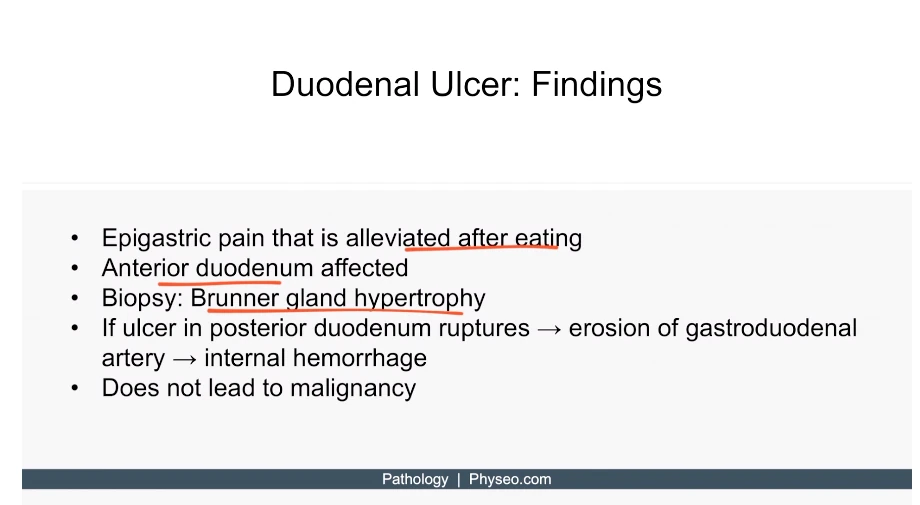 Duodenal Ulcer: Findings
• Epigastric pain that is alleviated after eating
• Anterior duodenum affected
• Biopsy: Brunner gland hypertrophy
• If ulcer in posterior duodenum ruptures → erosion of gastroduodenal
artery → internal hemorrhage
• Does not lead to malignancy
Pathology | Physeo.com